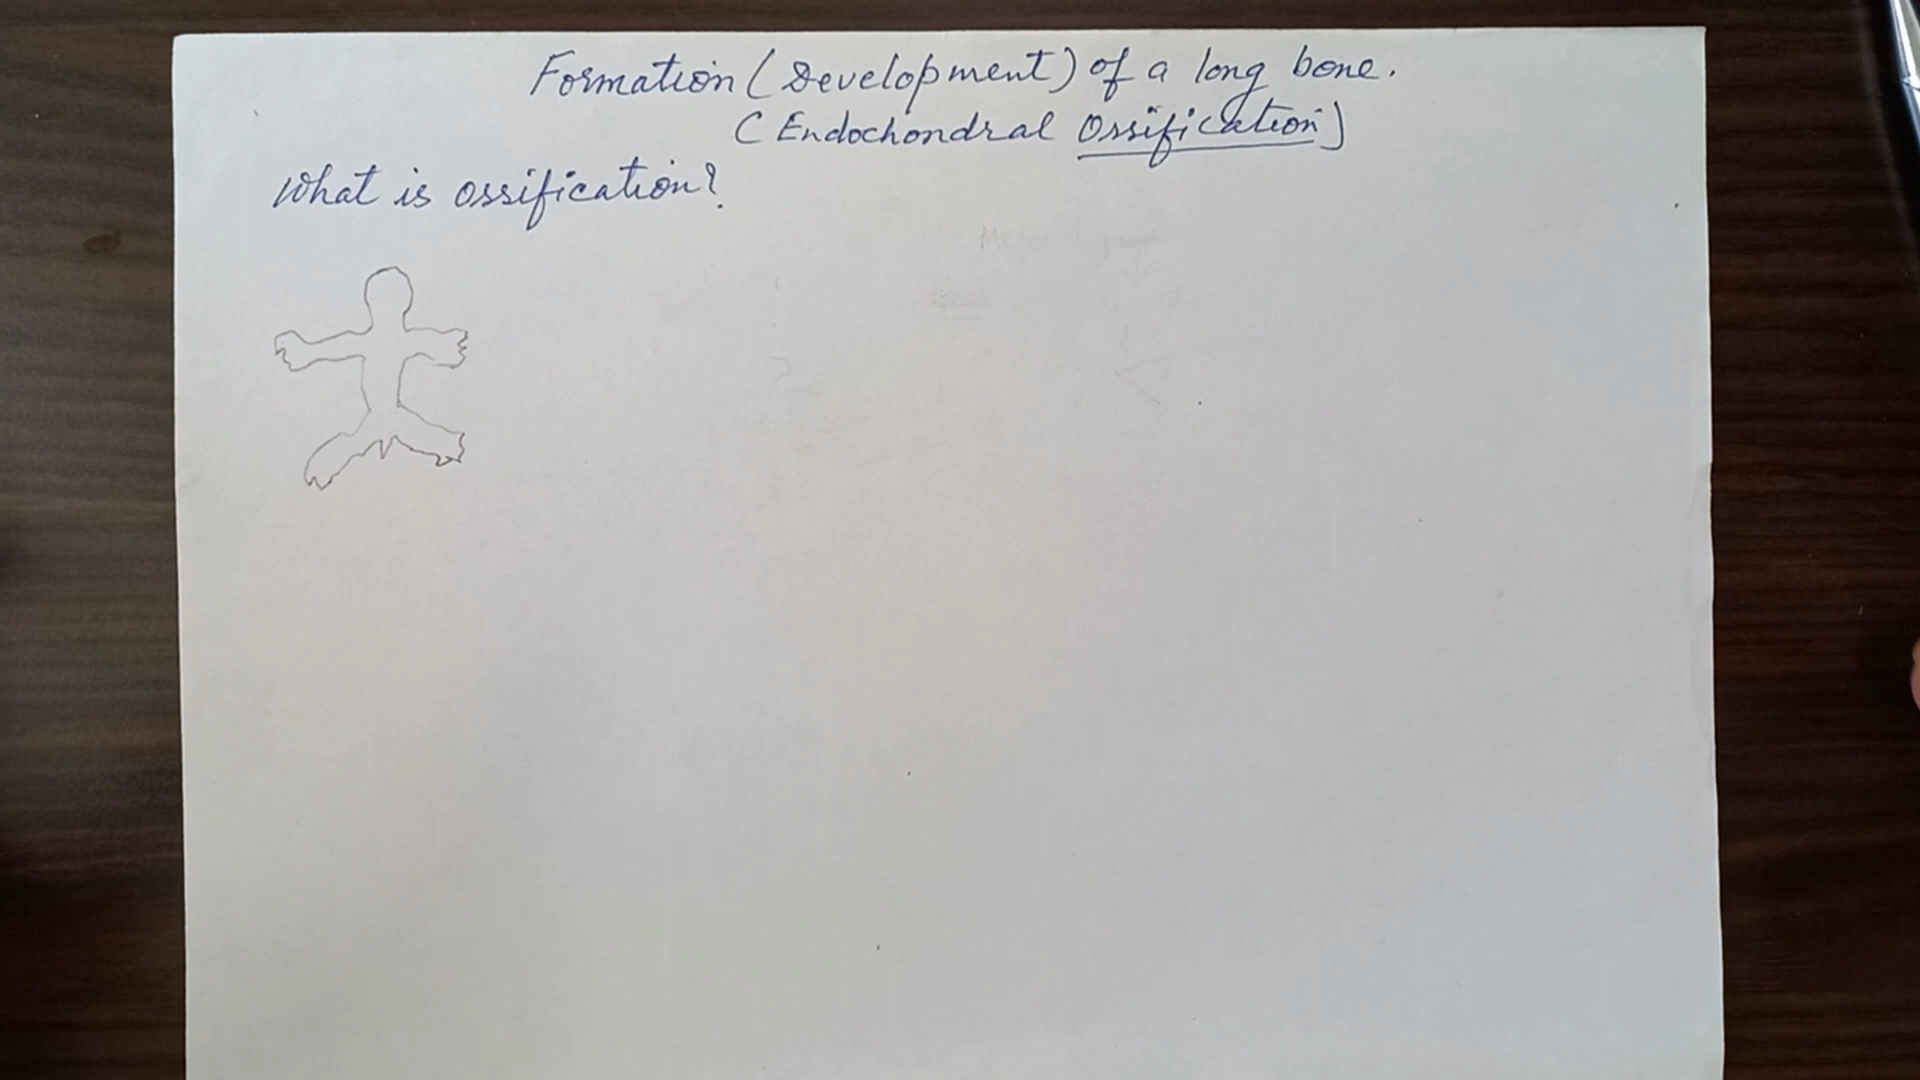 Formation (Development) of a long bone.
(Endochondral Ossification)
What is ossification?